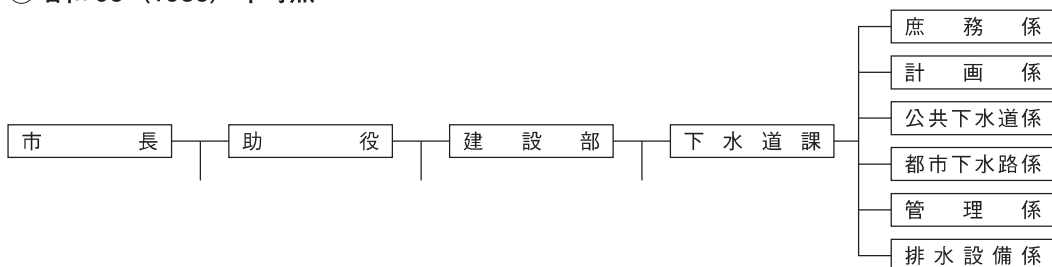 庶務係
計画係
公共下水道係
市長 助役 建設部 下水道課
都市下水路係
管理係
排水設備係